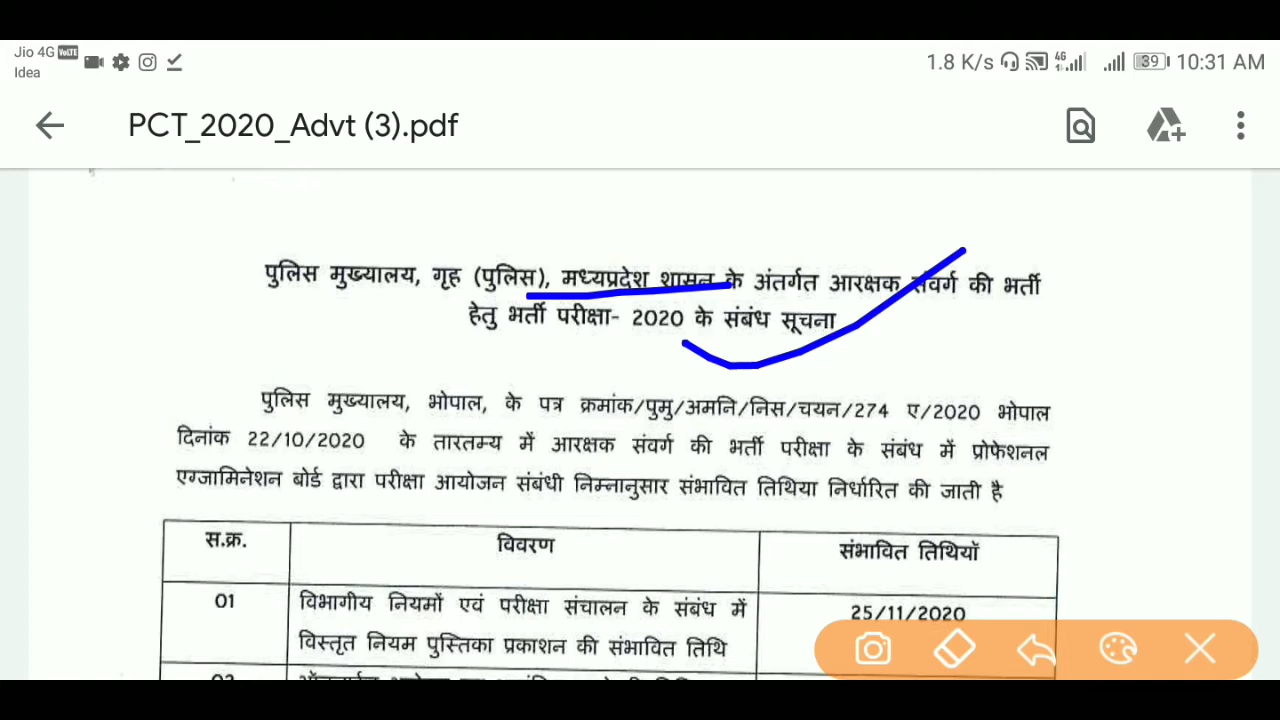 Jio 4G VoLTE
Idea
1.8 K/s 4G 39 10:31 AM
PCT_2020_Advt (3).pdf
पुलिस मुख्यालय, गृह (पुलिस), मध्यप्रदेश शासन के अंतर्गत आरक्षक संवर्ग की भर्ती
हेतु भर्ती परीक्षा- 2020 के संबंध सूचना
पुलिस मुख्यालय, भोपाल, के पत्र क्रमांक/पुमु/अमनि/निस/चयन/274 ए/2020 भोपाल
दिनांक 22/10/2020 के तारतम्य में आरक्षक संवर्ग की भर्ती परीक्षा के संबंध में प्रोफेशनल
एग्जामिनेशन बोर्ड द्वारा परीक्षा आयोजन संबंधी निम्नानुसार संभावित तिथिया निर्धारित की जाती है
स.क्र. विवरण संभावित तिथियॉ
01 विभागीय नियमों एवं परीक्षा संचालन के संबंध में 25/11/2020
विस्तृत नियम पुस्तिका प्रकाशन की संभावित तिथि